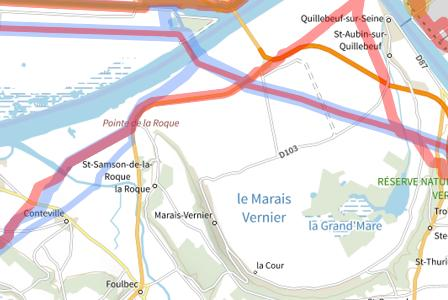 Quillebeuf-sur-Seine
St-Aubin-sur-
Quillebeuf
D87
Pointe de la Roque
D103
St-Samson-de-la-
Roque
la Roque
RÉSERVE NATU
VER
le Marais
Vernier
Conteville
Marais-Vernier
la Grand'Mare
Tro
Ste
la Cour
St-Thuri
Foulbec